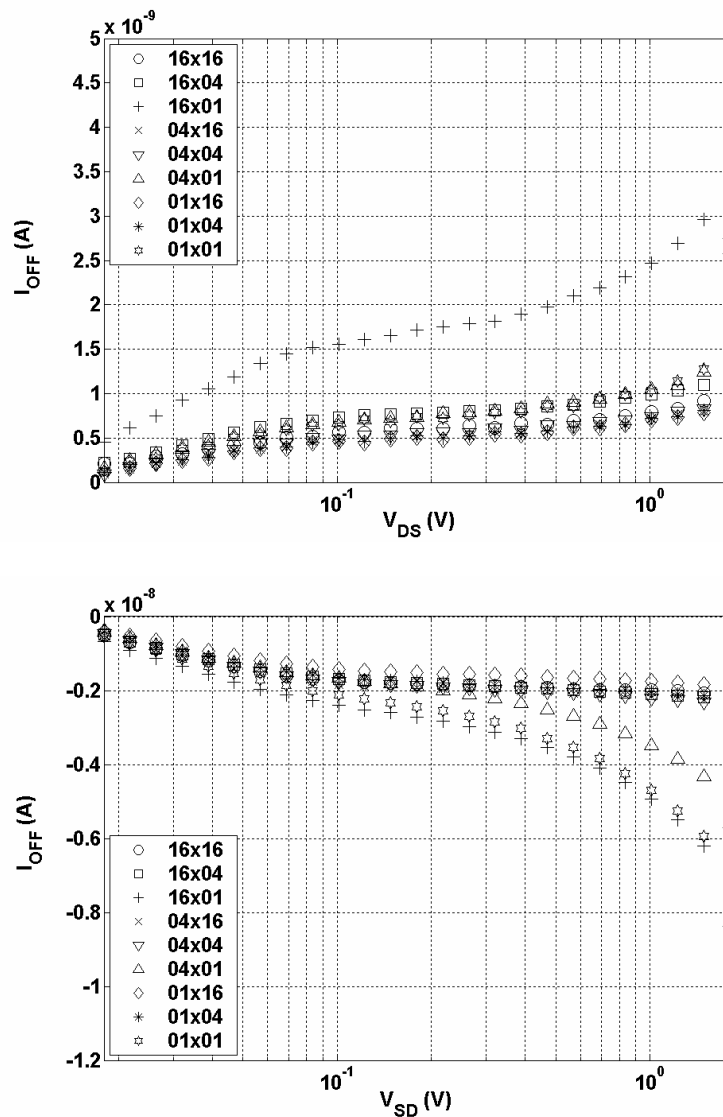 x 10^-9
5
4.5
4
3.5
3
2.5
2
1.5
1
0.5
0
I_OFF (A)
16x16
16x04
16x01
04x16
04x04
04x01
01x16
01x04
01x01
10^-1
10^0
V_DS (V)
x 10^-8
0
-0.2
-0.4
-0.6
-0.8
-1
-1.2
I_OFF (A)
16x16
16x04
16x01
04x16
04x04
04x01
01x16
01x04
01x01
10^-1
10^0
V_SD (V)